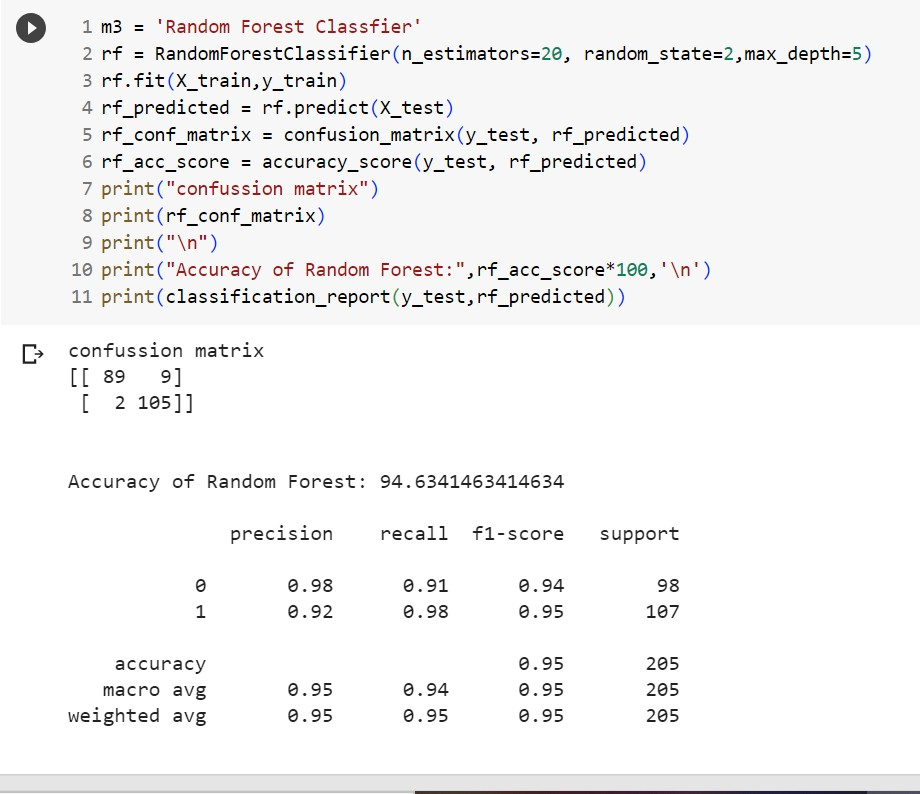 1 m3 = 'Random Forest Classfier'
2 rf = RandomForestClassifier(n_estimators=20, random_state=2,max_depth=5)
3 rf.fit(X_train,y_train)
4 rf_predicted = rf.predict(X_test)
5 rf_conf_matrix = confusion_matrix(y_test, rf_predicted)
6 rf_acc_score = accuracy_score(y_test, rf_predicted)
7 print("confussion matrix")
8 print(rf_conf_matrix)
9 print("\n")
10 print("Accuracy of Random Forest:",rf_acc_score*100,'\n')
11 print(classification_report(y_test,rf_predicted))
confussion matrix
[[ 89   9]
 [  2 105]]
Accuracy of Random Forest: 94.6341463414634
              precision    recall  f1-score   support
           0       0.98      0.91      0.94        98
           1       0.92      0.98      0.95       107
    accuracy                           0.95       205
   macro avg       0.95      0.94      0.95       205
weighted avg       0.95      0.95      0.95       205